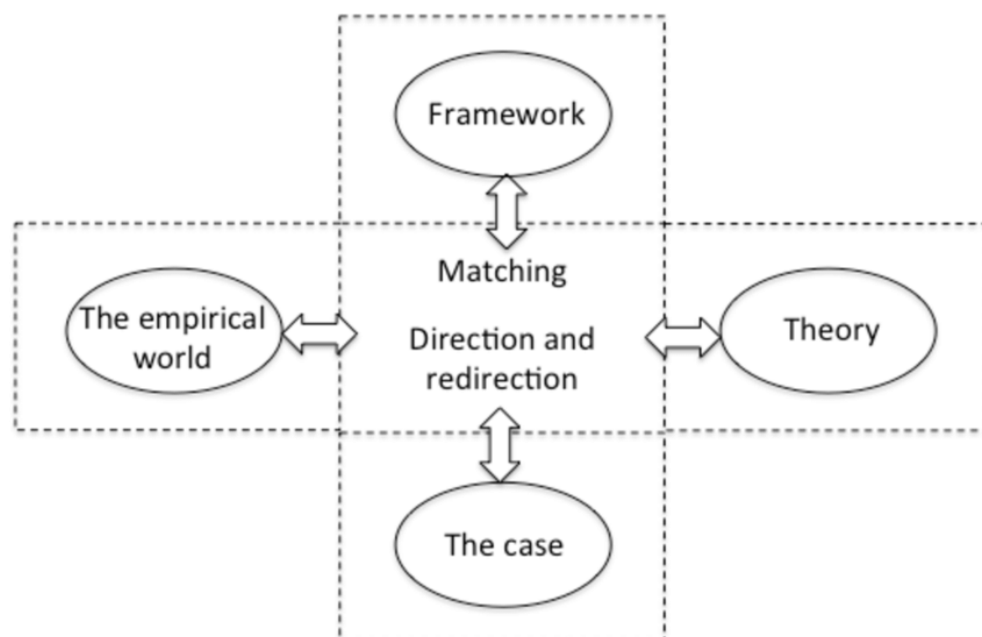 Framework
Matching
The empirical
world
Direction and
redirection
Theory
The case